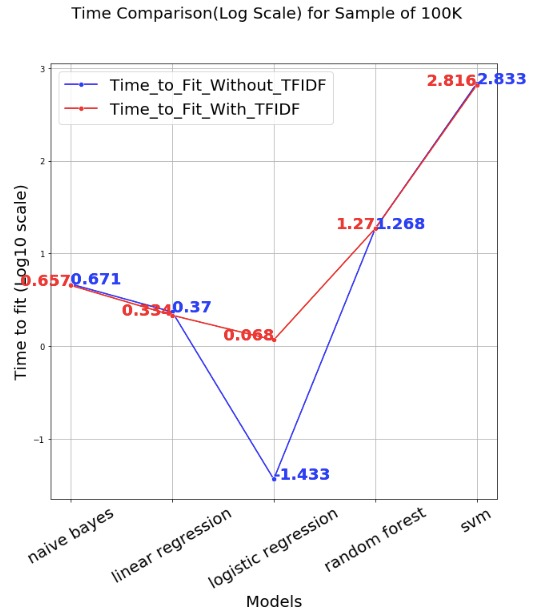 Time Comparison(Log Scale) for Sample of 100K
Time_to_Fit_Without_TFIDF
Time_to_Fit_With_TFIDF
3
2
1
0
−1
Time to fit (Log10 scale)
2.816
2.833
1.27
1.268
0.657
0.671
0.334
0.37
0.068
-1.433
naive bayes
linear regression
logistic regression
random forest
svm
Models